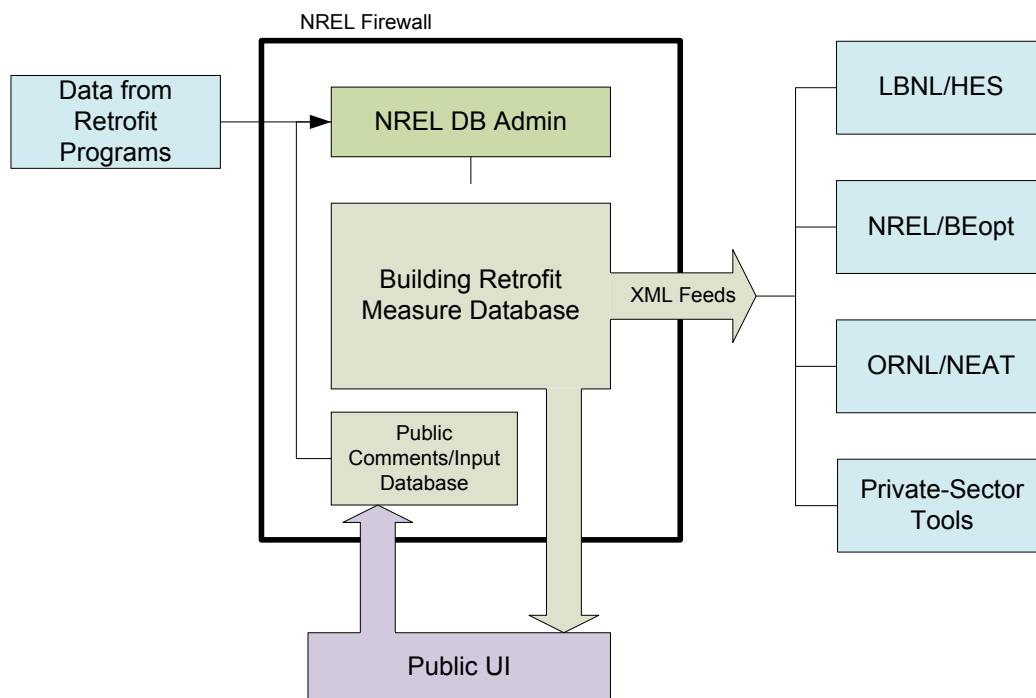 NREL Firewall
Data from
Retrofit
Programs
NREL DB Admin
Building Retrofit
Measure Database
XML Feeds
Public
Comments/Input
Database
Public UI
LBNL/HES
NREL/BEopt
ORNL/NEAT
Private-Sector
Tools